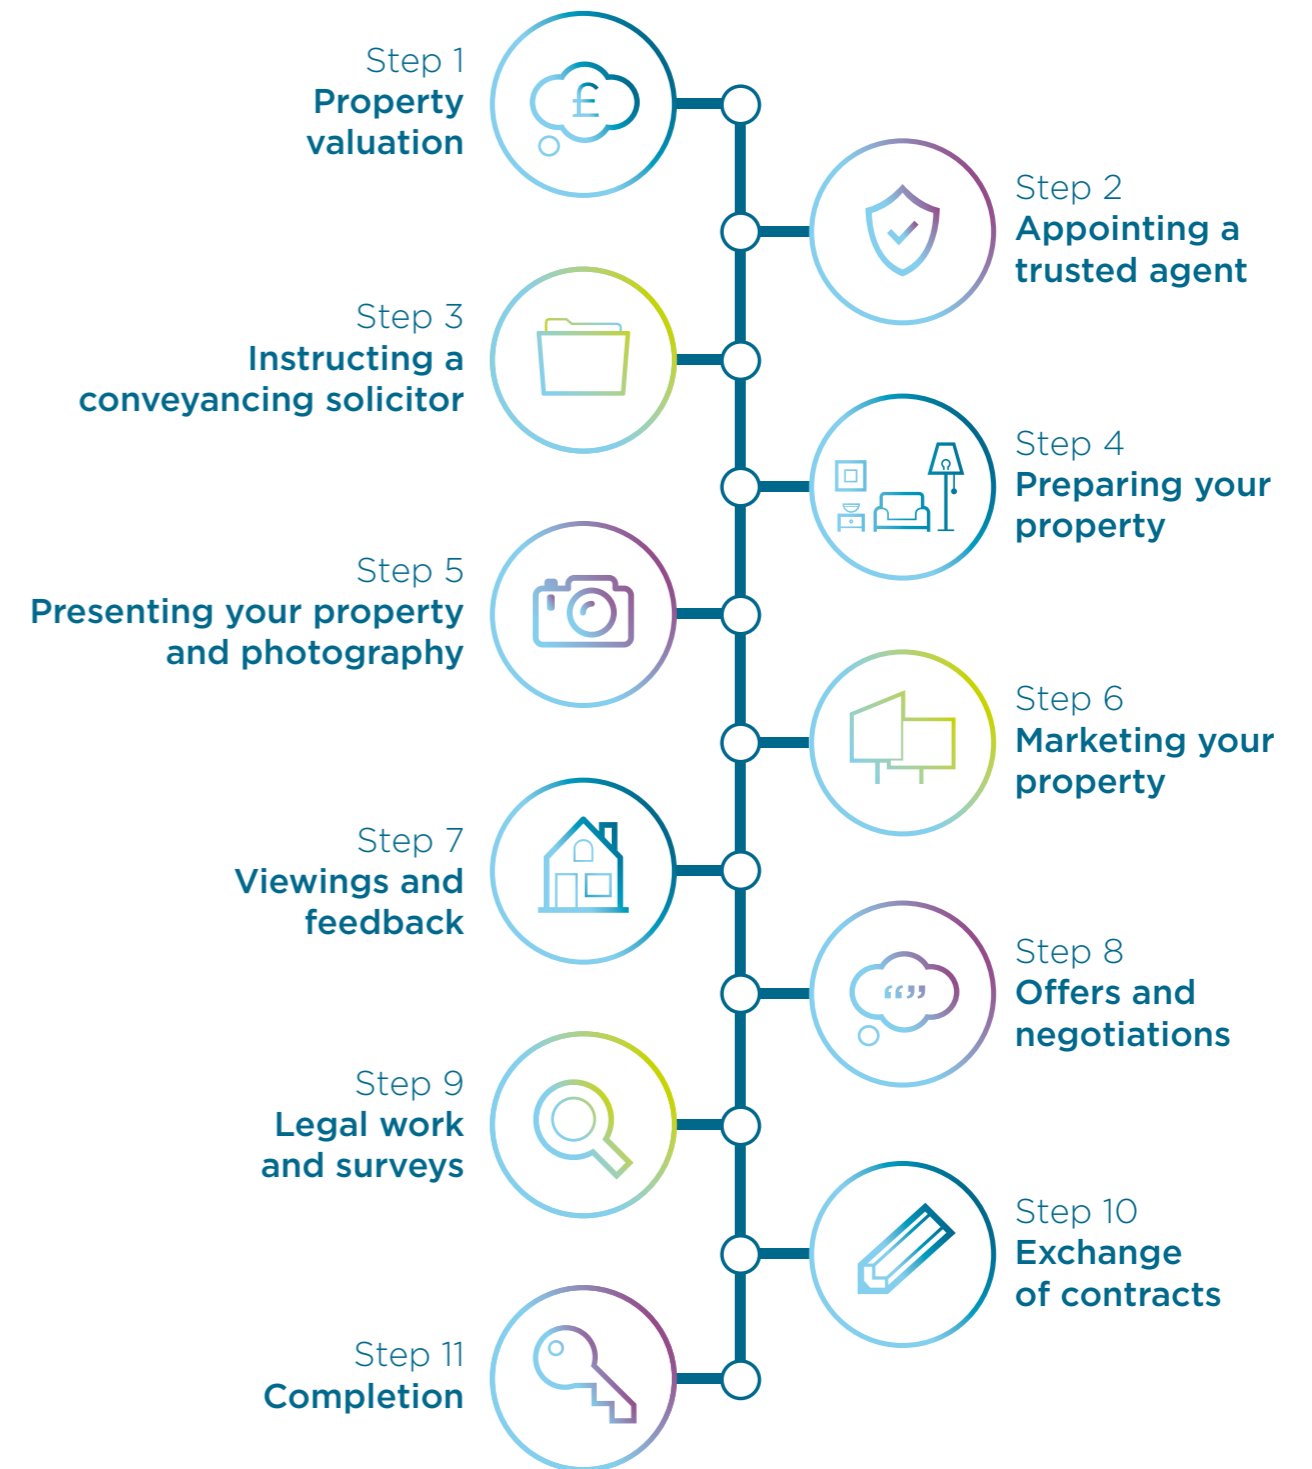 Step 1
Property
valuation
£
Step 2
Appointing a
trusted agent
Step 3
Instructing a
conveyancing solicitor
Step 4
Preparing your
property
Step 5
Presenting your property
and photography
Step 6
Marketing your
property
Step 7
Viewings and
feedback
Step 8
Offers and
negotiations
“”
Step 9
Legal work
and surveys
Step 10
Exchange
of contracts
Step 11
Completion